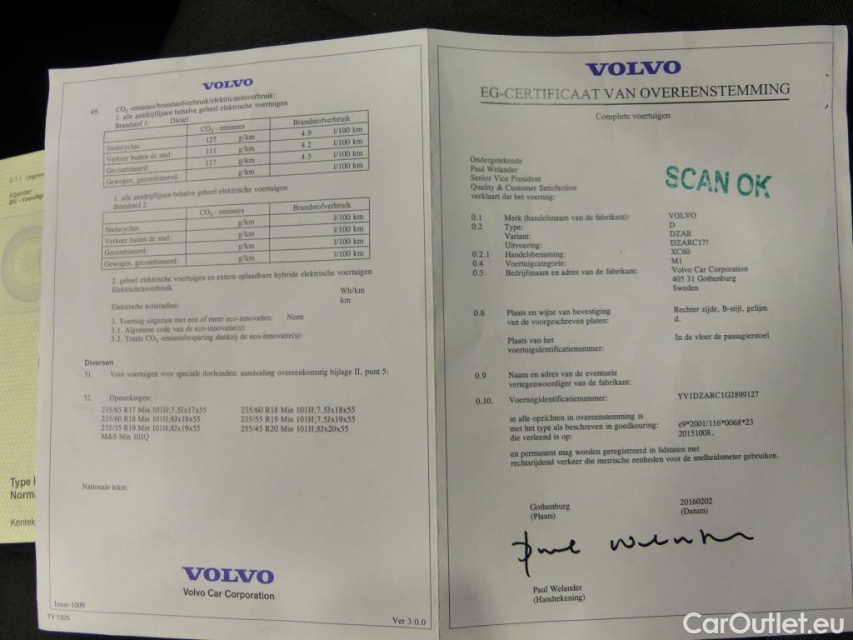 VOLVO
49. CO2 -emissies/brandstofverbruik/elektriciteitsverbruik:
1. alle aandrijflijnen behalve geheel elektrische voertuigen
Brandstof 1: Diesel
CO2 - emissies Brandstofverbruik
Stadscyclus: 127 g/km 4.9 l/100 km
Verkeer buiten de stad: 111 g/km 4.2 l/100 km
Gecombineerd: 117 g/km 4.5 l/100 km
Gewogen, gecombineerd: g/km l/100 km
1. alle aandrijflijnen behalve geheel elektrische voertuigen
Brandstof 2:
CO2 - emissies Brandstofverbruik
Stadscyclus g/km l/100 km
Verkeer buiten de stad: g/km l/100 km
Gecombineerd: g/km l/100 km
Gewogen, gecombineerd: g/km l/100 km
2. geheel elektrische voertuigen en extern oplaadbare hybride elektrische voertuigen
Elektriciteitsverbruik Wh/km
Elektrische actieradius: km
3. Voertuig uitgerust met een of meer eco-innovaties: Neen
3.1. Algemene code van de eco-innovatie(s):
3.2. Totale CO2 -emissiebesparing dankzij de eco-innovatie(s):
Diversen
51. Voor voertuigen voor speciale doeleinden: aanduiding overeenkomstig bijlage II, punt 5:
52. Opmerkingen:
235/65 R17 Min 101H;7.5Jx17x55 235/60 R18 Min 101H;7.5Jx18x55
235/60 R18 Min 101H;8Jx18x55 235/55 R19 Min 101H;7.5Jx19x55
235/55 R19 Min 101H;8Jx19x55 255/45 R20 Min 101H;8Jx20x55
M&S Min 101Q
Nationale tekst:
VOLVO
Volvo Car Corporation
Issue-1009
TY 1325
Ver 3.0.0
Type
Norm
Kentek
VOLVO
EG-CERTIFICAAT VAN OVEREENSTEMMING
Complete voertuigen
Ondergetekende
Paul Welander
Senior Vice President
Quality & Customer Satisfaction
verklaart dat het voertuig:
SCAN OK
0.1 Merk (handelsnaam van de fabrikant): VOLVO
0.2 Type: D
Variant: DZAR
Uitvoering: DZARC1??
0.2.1 Handelsbenaming: XC60
0.4 Voertuigcategorie: M1
0.5 Bedrijfsnaam en adres van de fabrikant: Volvo Car Corporation
405 31 Gothenburg
Sweden
0.6 Plaats en wijze van bevestiging Rechter zijde, B-stijl, gelijm
van de voorgeschreven platen: d.
Plaats van het In de vloer de passagierstoel
voertuigidentificatienummer:
0.9 Naam en adres van de eventuele
vertegenwoordiger van de fabrikant:
0.10. Voertuigidentificatienummer: YV1DZARC1G2899127
in alle opzichten in overeenstemming is
met het type als beschreven in goedkeuring: e9*2001/116*0068*23
die verleend is op: 20151008.
en permanent mag worden geregistreerd in lidstaten met
rechtsrijdend verkeer die metrische eenheden voor de snelheidsmeter gebruiken.
Gothenburg 20160202
(Plaats) (Datum)
Paul Welander
(Handtekening)
CarOutlet.eu